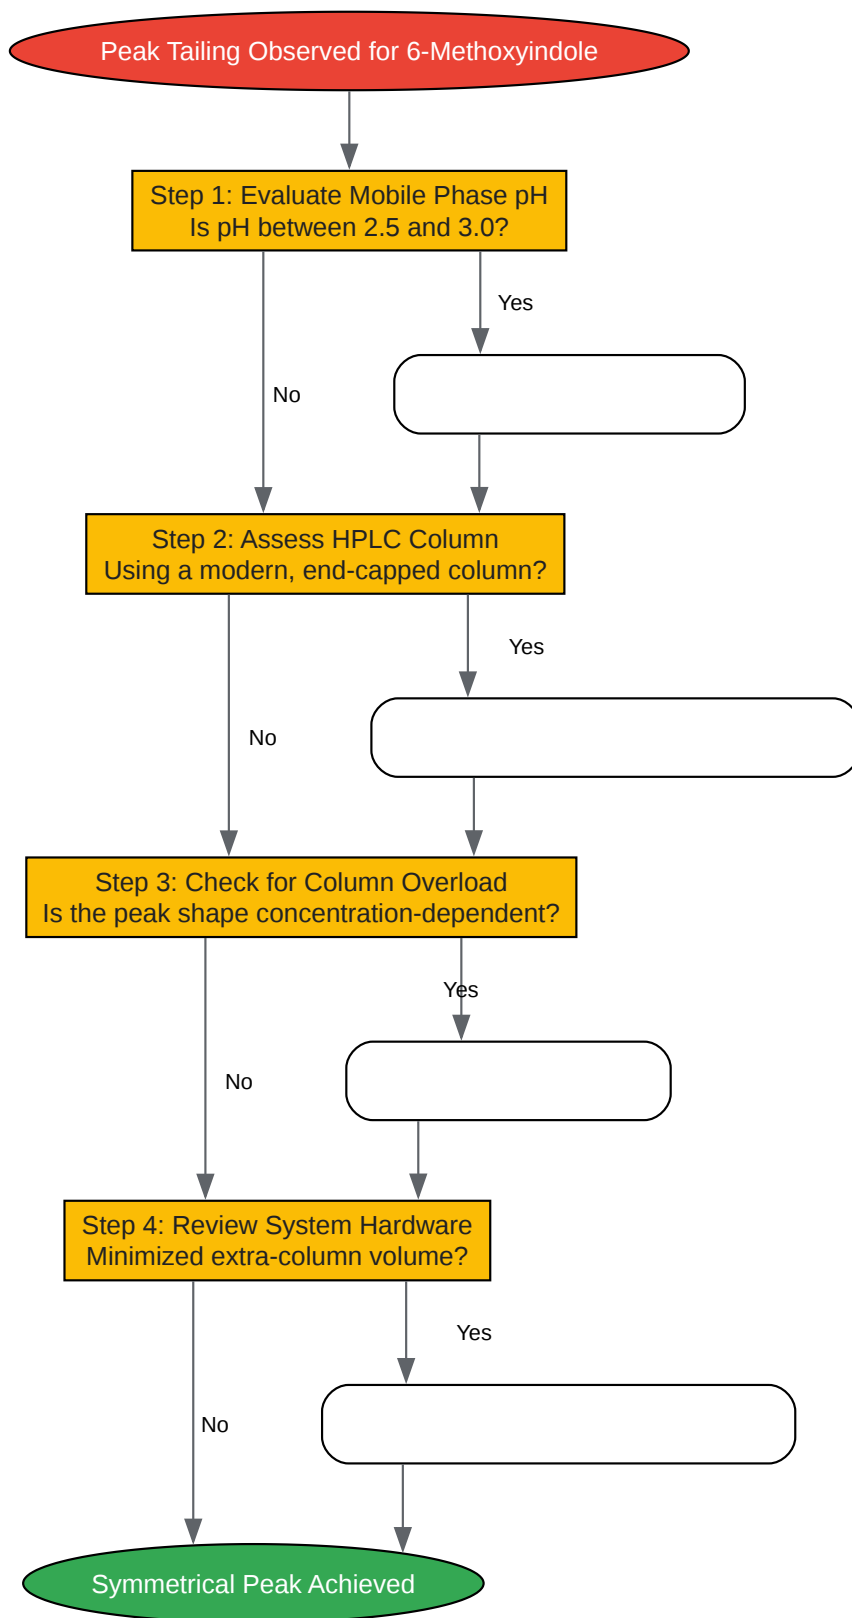 Peak Tailing Observed for 6-Methoxyindole
Step 1: Evaluate Mobile Phase pH
Is pH between 2.5 and 3.0?
Yes
No
Step 2: Assess HPLC Column
Using a modern, end-capped column?
Yes
No
Step 3: Check for Column Overload
Is the peak shape concentration-dependent?
Yes
No
Step 4: Review System Hardware
Minimized extra-column volume?
Yes
No
Symmetrical Peak Achieved